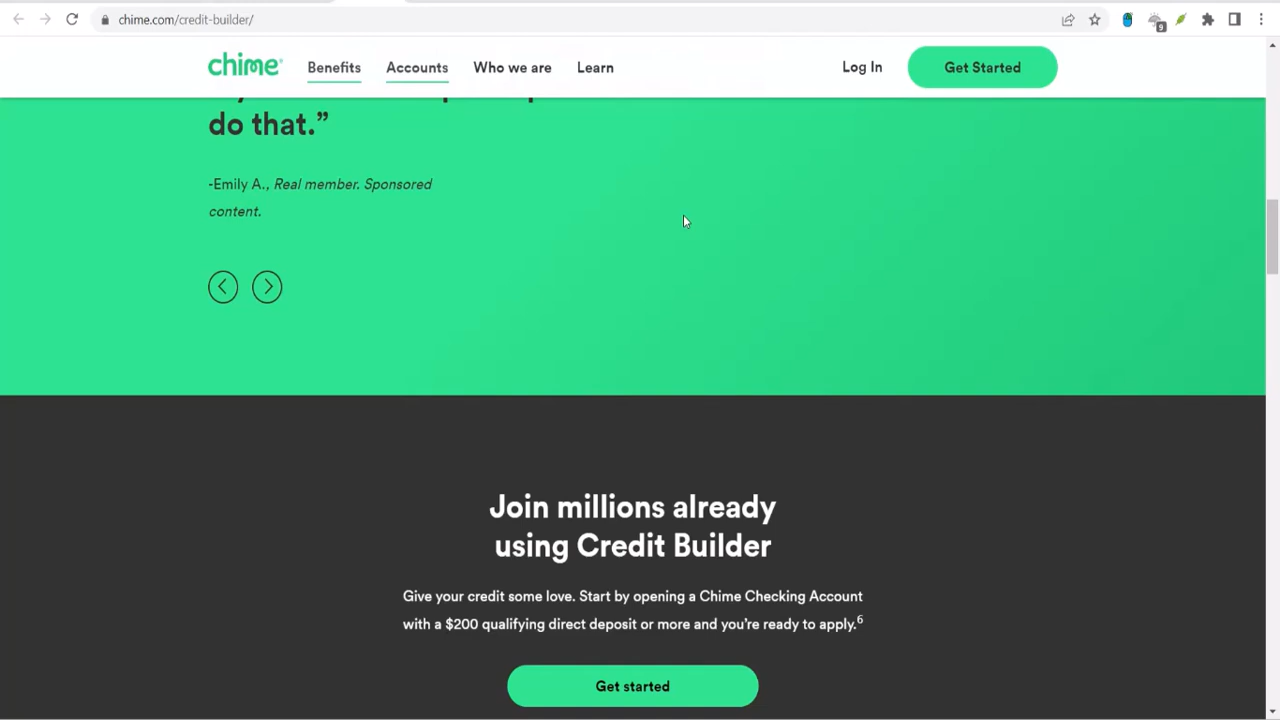 chime.com/credit-builder/
9
chime® Benefits Accounts Who we are Learn Log In Get Started
do that.”
-Emily A., Real member. Sponsored
content.
Join millions already
using Credit Builder
Give your credit some love. Start by opening a Chime Checking Account
with a $200 qualifying direct deposit or more and you’re ready to apply.6
Get started